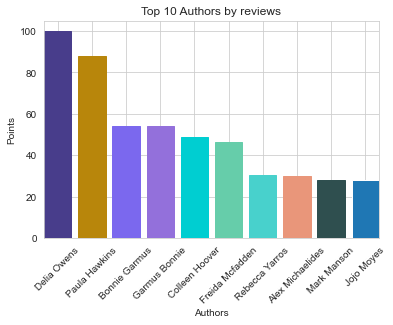 Top 10 Authors by reviews
100
80
60
40
20
0
Points
Delia Owens
Paula Hawkins
Bonnie Garmus
Garmus Bonnie
Colleen Hoover
Freida Mcfadden
Rebecca Yarros
Alex Michaelides
Mark Manson
Jojo Moyes
Authors